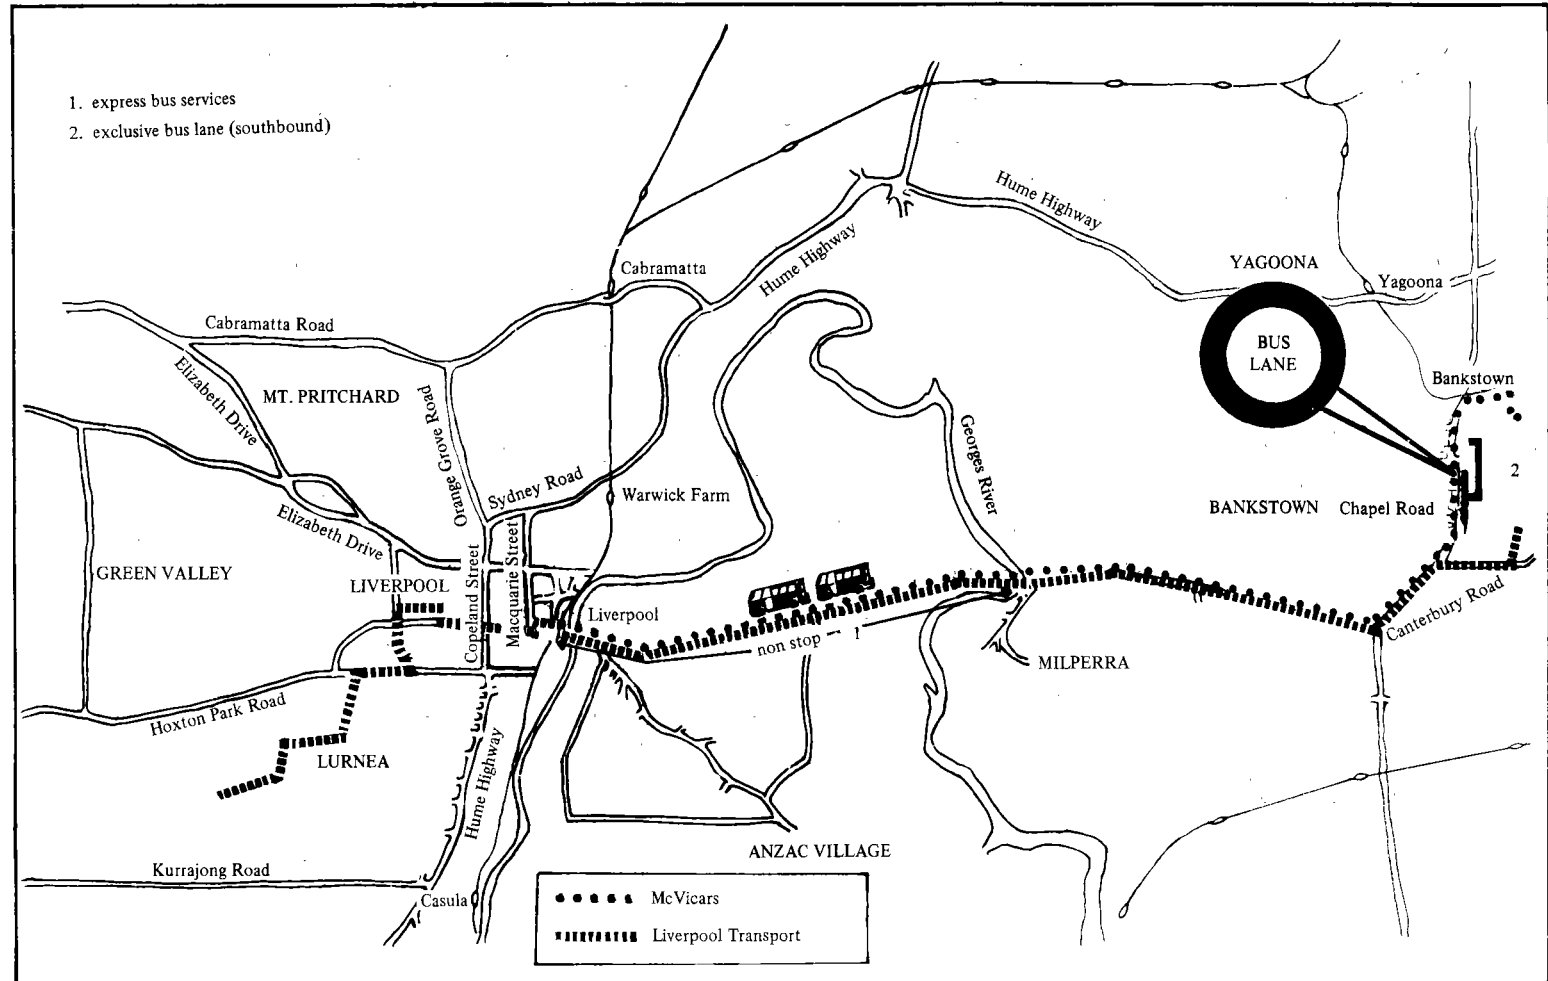 1. express bus services
2. exclusive bus lane (southbound)
Hume Highway
Hume Highway
Cabramatta
YAGOONA
Yagoona
Cabramatta Road
BUS
LANE
Elizabeth Drive
MT. PRITCHARD
Orange Grove Road
Bankstown
Georges River
Sydney Road
Warwick Farm
2
BANKSTOWN
Chapel Road
Elizabeth Drive
GREEN VALLEY
LIVERPOOL
Copeland Street
Macquarie Street
Liverpool
Canterbury Road
non stop 1
MILPERRA
Hoxton Park Road
LURNEA
Hume Highway
ANZAC VILLAGE
Kurrajong Road
Casula
McVicars
Liverpool Transport